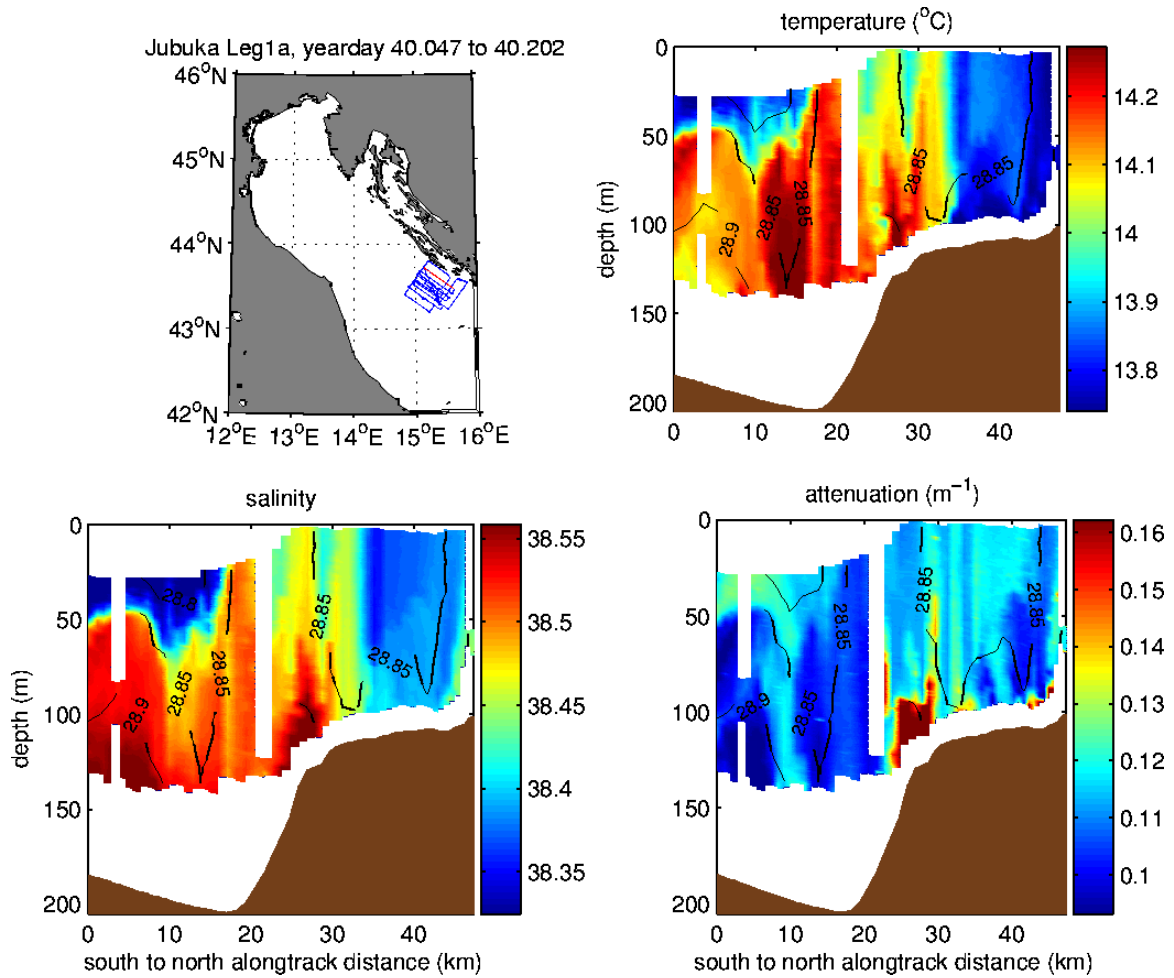 Jubuka Leg1a, yearday 40.047 to 40.202
46°N
45°N
44°N
43°N
42°N
12°E 13°E 14°E 15°E 16°E
temperature (°C)
depth (m)
0
50
100
150
200
0 10 20 30 40
28.9
28.85
28.85
28.85
28.85
14.2
14.1
14
13.9
13.8
salinity
depth (m)
0
50
100
150
200
0 10 20 30 40
south to north alongtrack distance (km)
28.8
28.9
28.85
28.85
28.85
28.85
38.55
38.5
38.45
38.4
38.35
attenuation (m⁻¹)
0
50
100
150
200
0 10 20 30 40
south to north alongtrack distance (km)
28.9
28.85
28.85
28.85
28.85
0.16
0.15
0.14
0.13
0.12
0.11
0.1